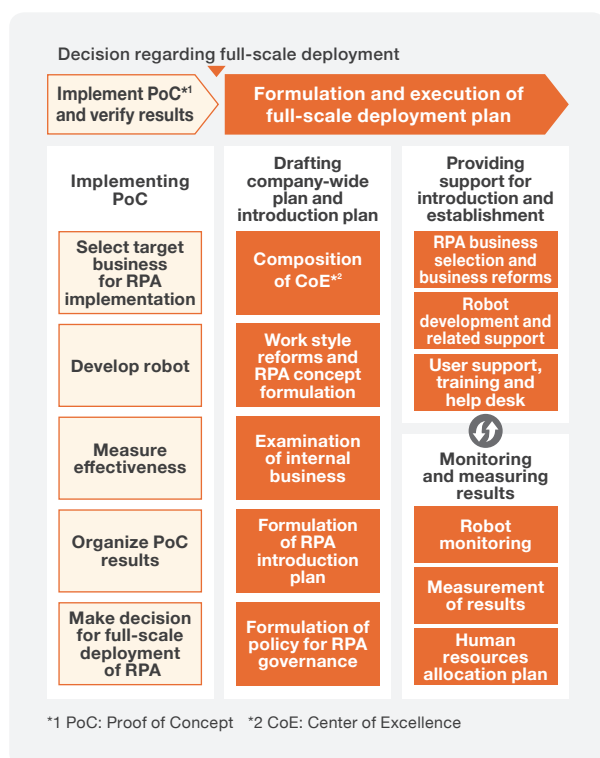 Decision regarding full-scale deployment
Implement PoC*1
and verify results
Formulation and execution of
full-scale deployment plan
Implementing
PoC
Select target
business
for RPA
implementation
Develop robot
Measure
effectiveness
Organize PoC
results
Make decision
for full-scale
deployment
of RPA
Drafting
company-wide
plan and
introduction plan
Composition
of CoE*2
Work style
reforms and
RPA concept
formulation
Examination
of internal
business
Formulation
of RPA
introduction
plan
Formulation of
policy for RPA
governance
Providing
support for
introduction and
establishment
RPA business
selection and
business reforms
Robot
development and
related support
User support,
training and
help desk
Monitoring
and measuring
results
Robot
monitoring
Measurement
of results
Human
resources
allocation plan
*1 PoC: Proof of Concept *2 CoE: Center of Excellence